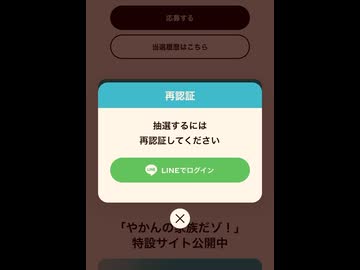 応募する
当選履歴はこちら
再認証
抽選するには
再認証してください
LINE
LINEでログイン
「やかんの家族だゾ！」
特設サイト公開中